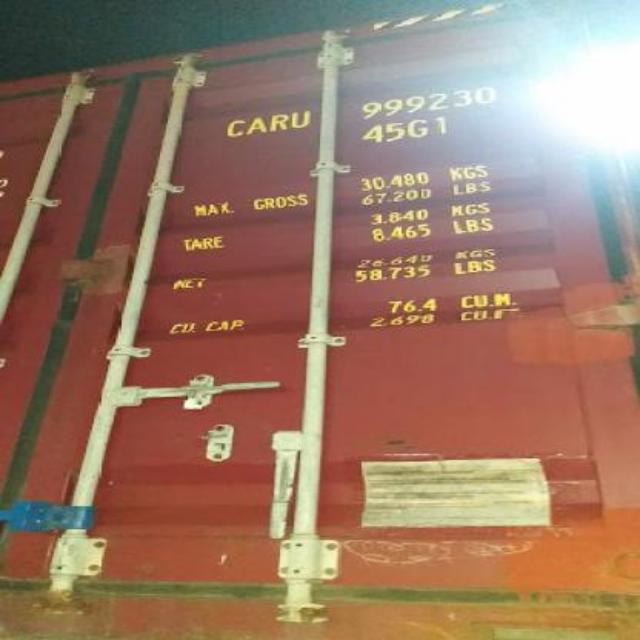 CARU 999230
45G1
MAX. GROSS 30.480 KGS
67.200 LBS
TARE 3.840 KGS
8.465 LBS
NET 26.640 KGS
58.735 LBS
CU. CAP. 76.4 CU.M.
2.698 CU.F